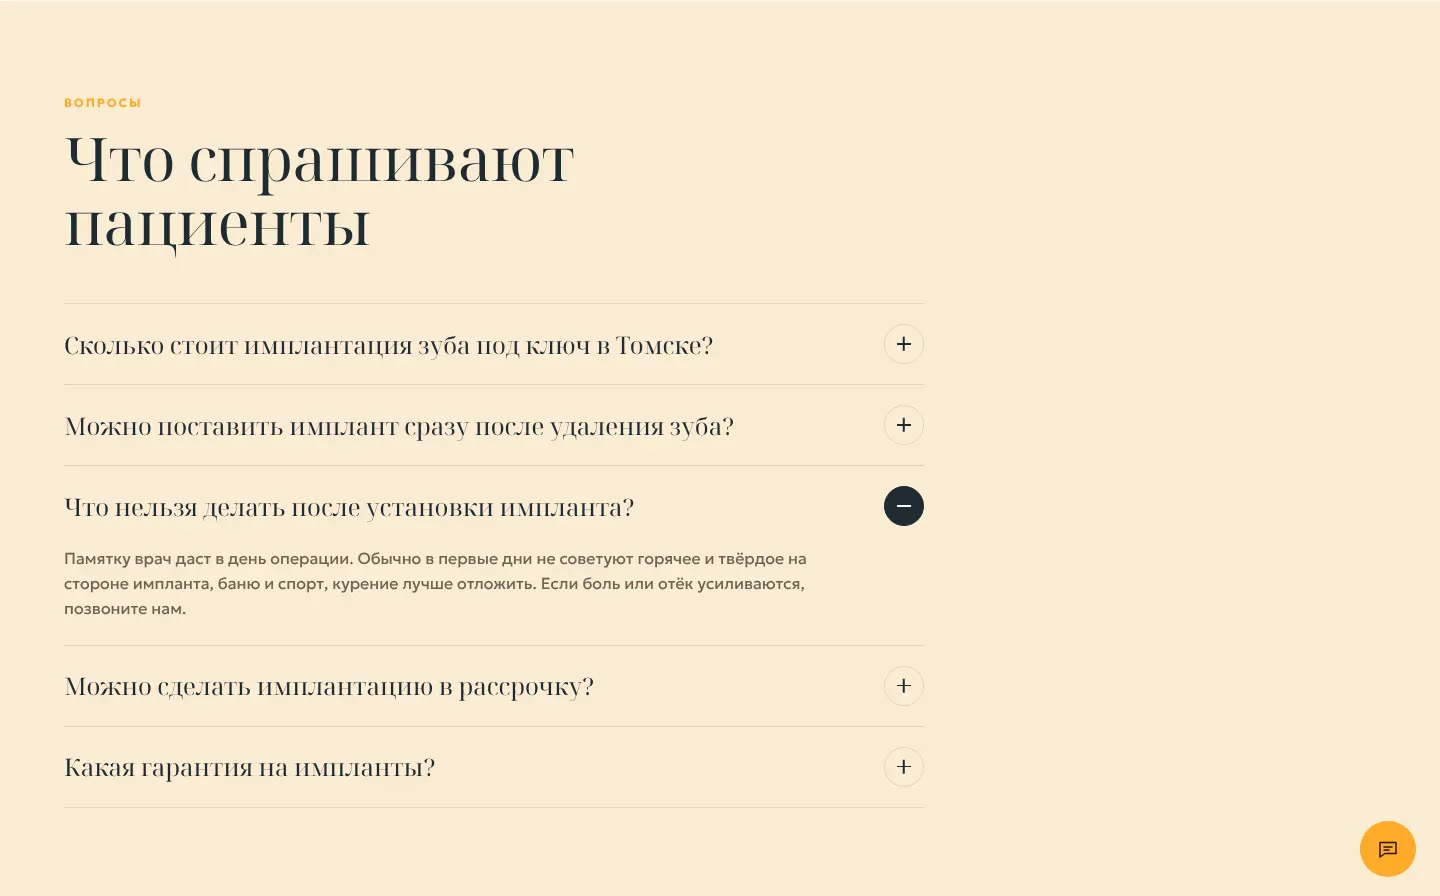 ВОПРОСЫ
Что спрашивают
пациенты
Сколько стоит имплантация зуба под ключ в Томске?
Можно поставить имплант сразу после удаления зуба?
Что нельзя делать после установки импланта?
Памятку врач даст в день операции. Обычно в первые дни не советуют горячее и твёрдое на
стороне импланта, баню и спорт, курение лучше отложить. Если боль или отёк усиливаются,
позвоните нам.
Можно сделать имплантацию в рассрочку?
Какая гарантия на импланты?